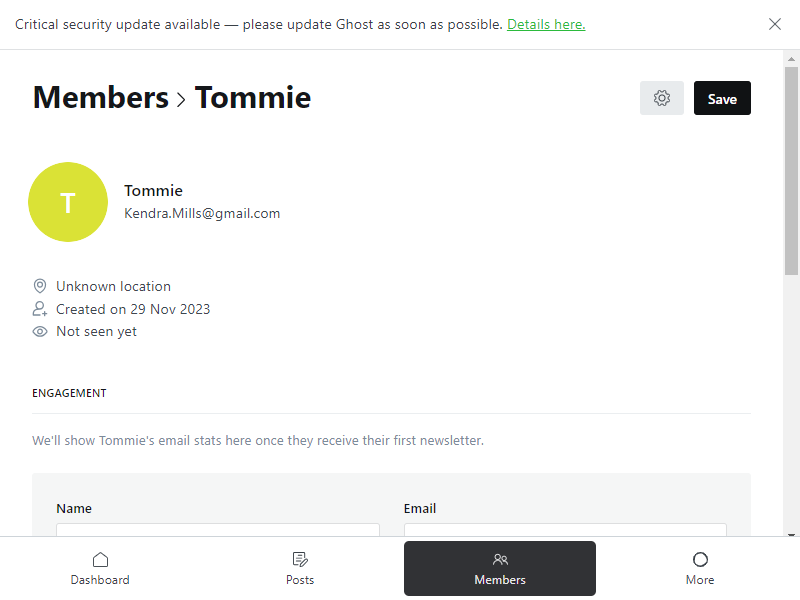 Critical security update available — please update Ghost as soon as possible. Details here.
Members > Tommie
Save
T
Tommie
Kendra.Mills@gmail.com
Unknown location
Created on 29 Nov 2023
Not seen yet
ENGAGEMENT
We'll show Tommie's email stats here once they receive their first newsletter.
Name
Email
Dashboard
Posts
Members
More